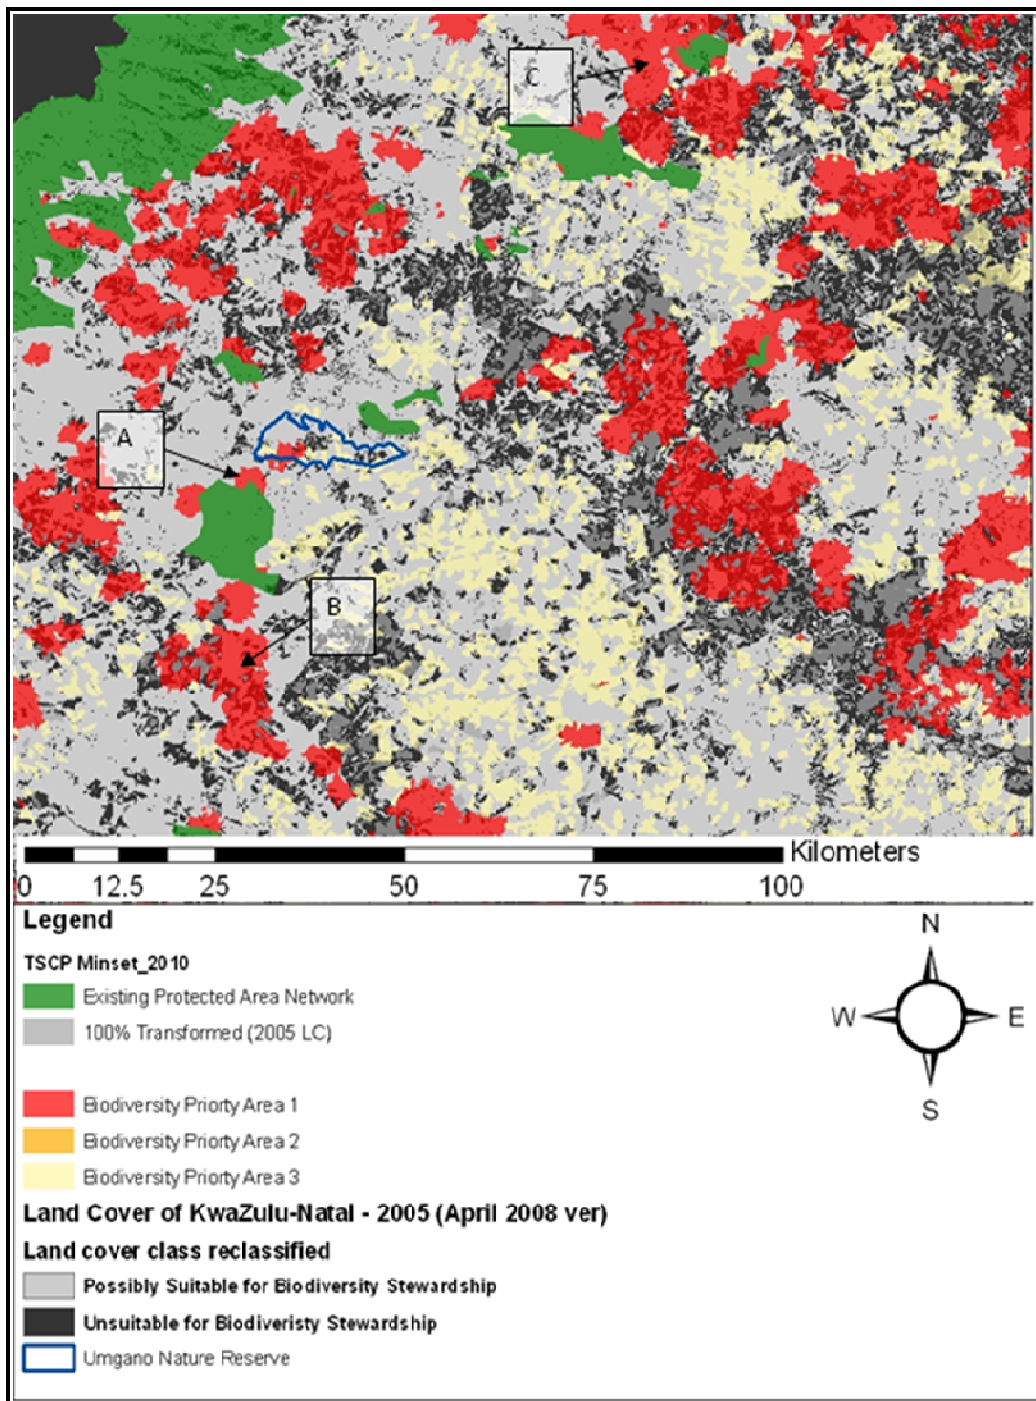 C
A
B
Kilometers
0 12.5 25 50 75 100
Legend
N
TSCP Minset_2010
Existing Protected Area Network
W E
100% Transformed (2005 LC)
S
Biodiversity Priorty Area 1
Biodiversity Priorty Area 2
Biodiversity Priorty Area 3
Land Cover of KwaZulu-Natal - 2005 (April 2008 ver)
Land cover class reclassified
Possibly Suitable for Biodiversity Stewardship
Unsuitable for Biodiveristy Stewardship
Umgano Nature Reserve